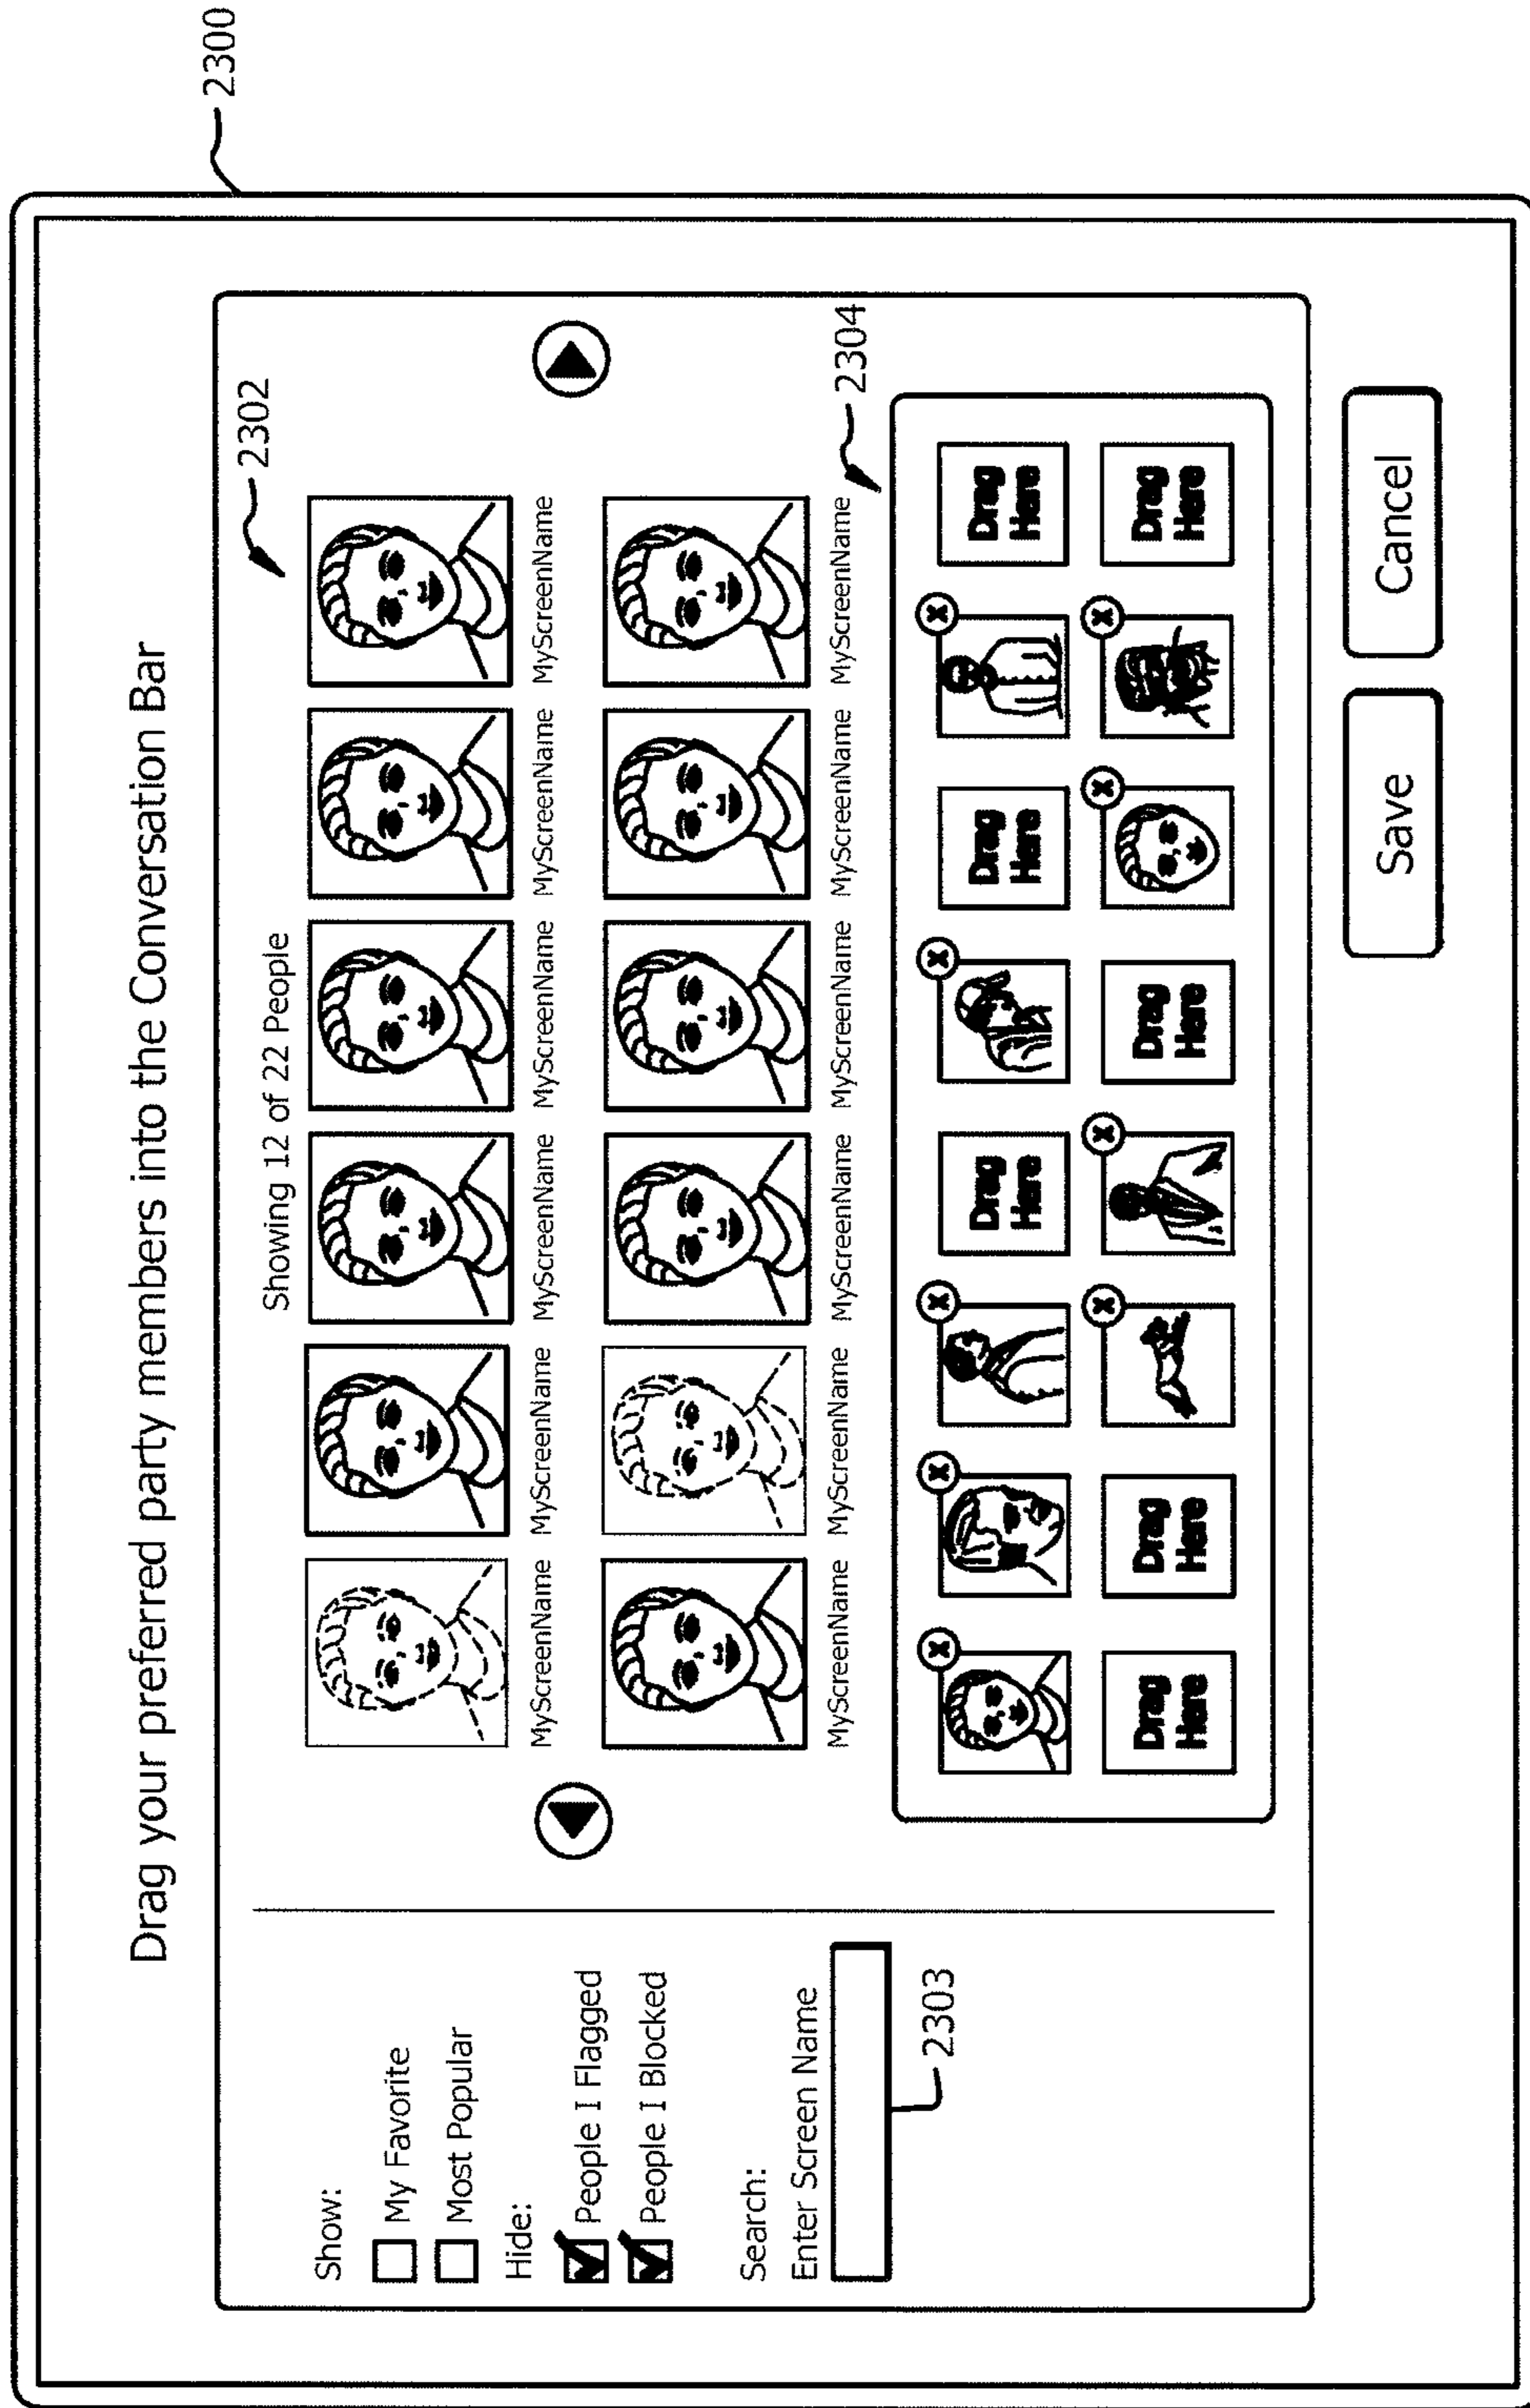 2300
Drag your preferred party members into the Conversation Bar
Show:
My Favorite
Most Popular
Hide:
People I Flagged
People I Blocked
Search:
Enter Screen Name
2303
Showing 12 of 22 People
2302
MyScreenName MyScreenName MyScreenName MyScreenName MyScreenName MyScreenName
MyScreenName MyScreenName MyScreenName MyScreenName MyScreenName MyScreenName
2304
x x x x x
Drag Drag Drag
Here Here Here
x x x x
Drag Drag Drag Drag
Here Here Here Here
Save Cancel